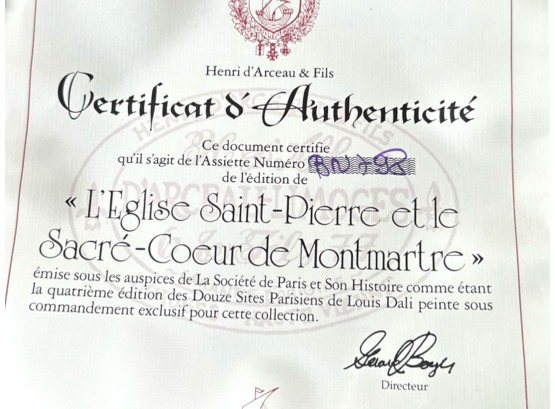 Henri d'Arceau & Fils
Certificat d'Authenticité
Ce document certifie
qu'il s'agit de l'Assiette Numéro
de l'édition de
« L'Eglise Saint-Pierre et le
Sacré-Coeur de Montmartre »
émise sous les auspices de La Société de Paris et Son Histoire comme étant
la quatrième édition des Douze Sites Parisiens de Louis Dali peinte sous
commandement exclusif pour cette collection.
Directeur